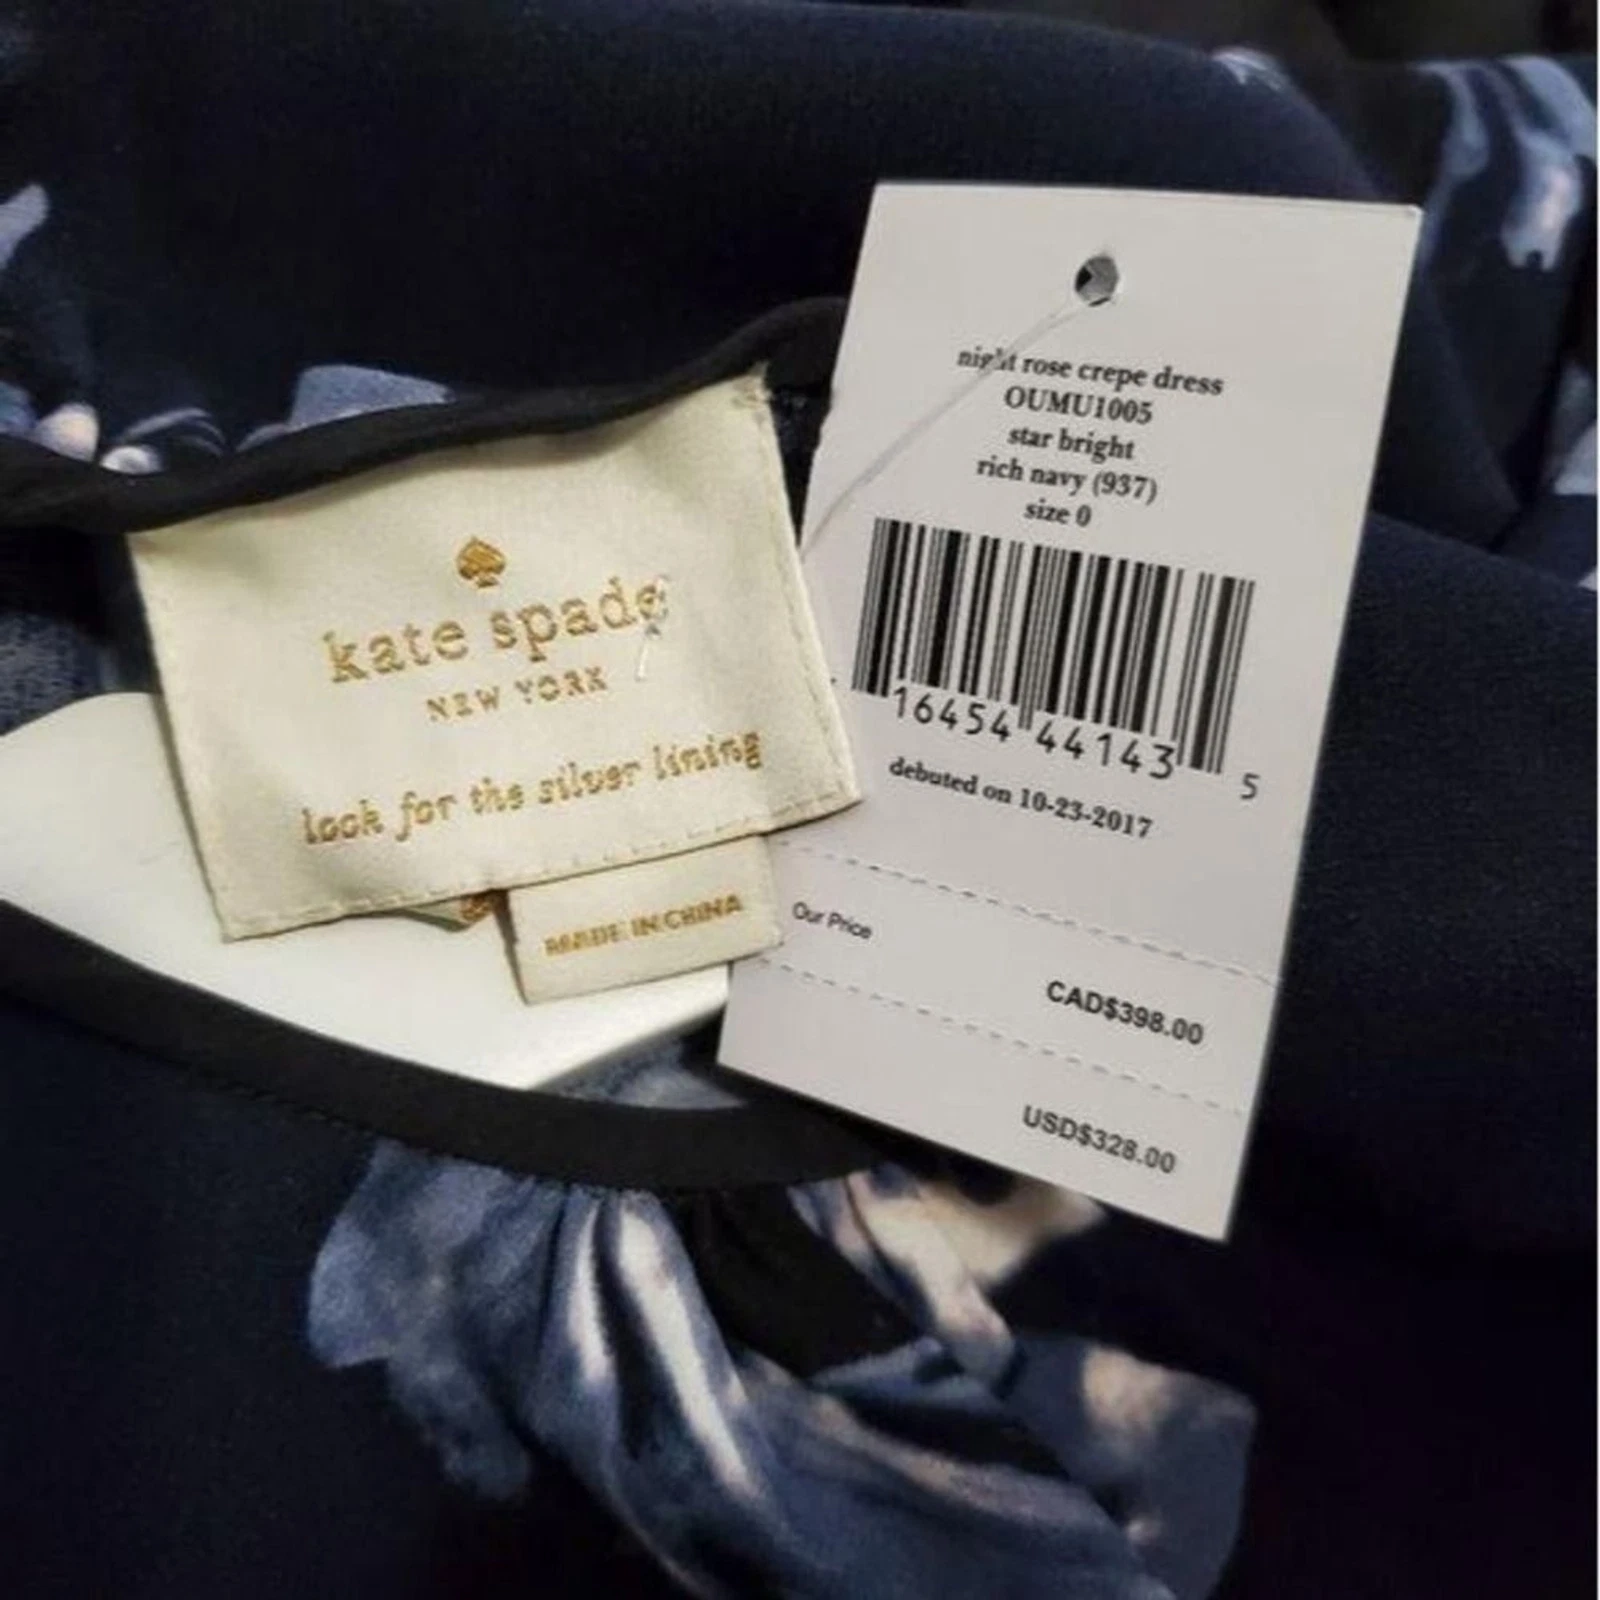 kate spade
NEW YORK
look for the silver lining
MADE IN CHINA
night rose crepe dress
OUMU1005
star bright
rich navy (937)
size 0
16454 44143 5
debuted on 10-23-2017
Our Price
CAD$398.00
USD$328.00